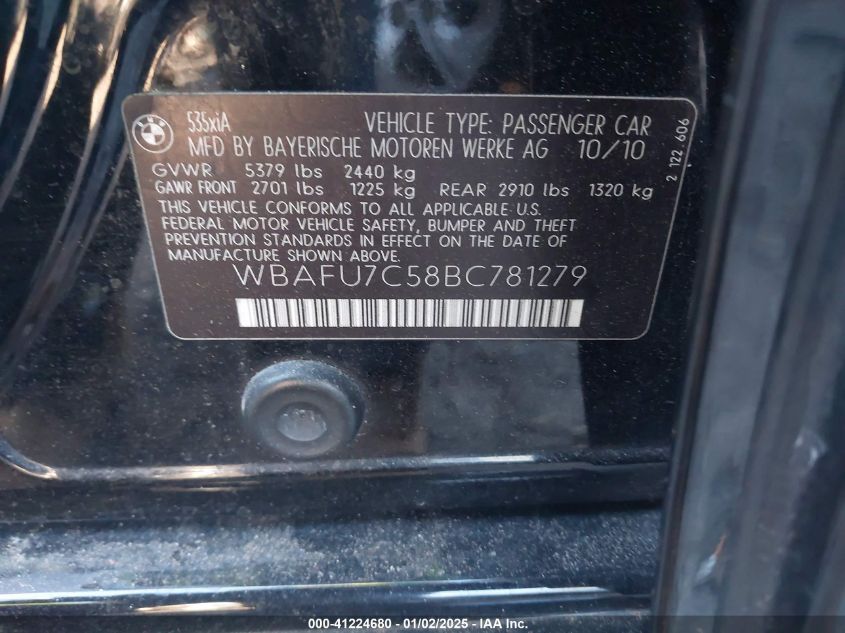 BMW
535xiA VEHICLE TYPE: PASSENGER CAR
MFD BY BAYERISCHE MOTOREN WERKE AG 10/10
GVWR 5379 lbs 2440 kg
GAWR FRONT 2701 lbs 1225 kg REAR 2910 lbs 1320 kg
THIS VEHICLE CONFORMS TO ALL APPLICABLE U.S.
FEDERAL MOTOR VEHICLE SAFETY, BUMPER AND THEFT
PREVENTION STANDARDS IN EFFECT ON THE DATE OF
MANUFACTURE SHOWN ABOVE.
WBAFU7C58BC781279
2 122 606
000-41224680 - 01/02/2025 - IAA Inc.